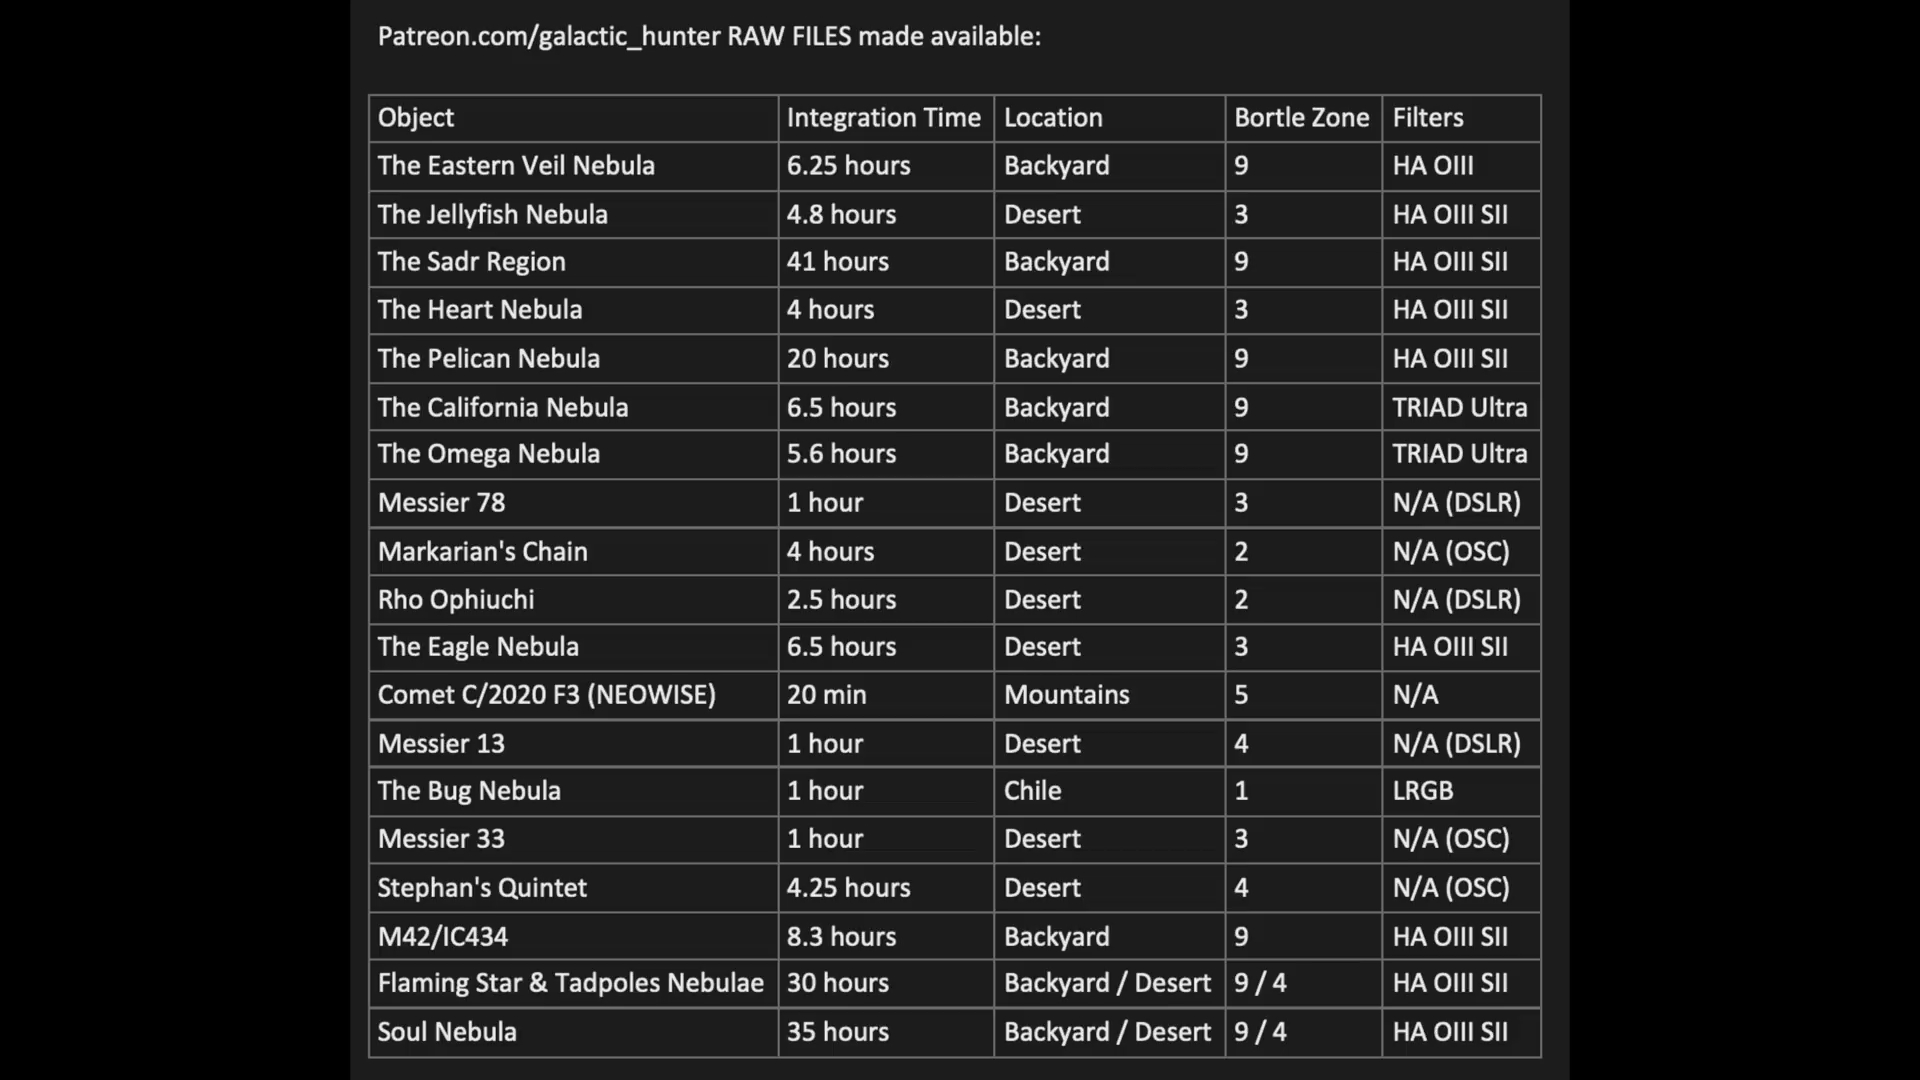 Patreon.com/galactic_hunter RAW FILES made available:
Object Integration Time Location Bortle Zone Filters
The Eastern Veil Nebula 6.25 hours Backyard 9 HA OIII
The Jellyfish Nebula 4.8 hours Desert 3 HA OIII SII
The Sadr Region 41 hours Backyard 9 HA OIII SII
The Heart Nebula 4 hours Desert 3 HA OIII SII
The Pelican Nebula 20 hours Backyard 9 HA OIII SII
The California Nebula 6.5 hours Backyard 9 TRIAD Ultra
The Omega Nebula 5.6 hours Backyard 9 TRIAD Ultra
Messier 78 1 hour Desert 3 N/A (DSLR)
Markarian's Chain 4 hours Desert 2 N/A (OSC)
Rho Ophiuchi 2.5 hours Desert 2 N/A (DSLR)
The Eagle Nebula 6.5 hours Desert 3 HA OIII SII
Comet C/2020 F3 (NEOWISE) 20 min Mountains 5 N/A
Messier 13 1 hour Desert 4 N/A (DSLR)
The Bug Nebula 1 hour Chile 1 LRGB
Messier 33 1 hour Desert 3 N/A (OSC)
Stephan's Quintet 4.25 hours Desert 4 N/A (OSC)
M42/IC434 8.3 hours Backyard 9 HA OIII SII
Flaming Star & Tadpoles Nebulae 30 hours Backyard / Desert 9 / 4 HA OIII SII
Soul Nebula 35 hours Backyard / Desert 9 / 4 HA OIII SII